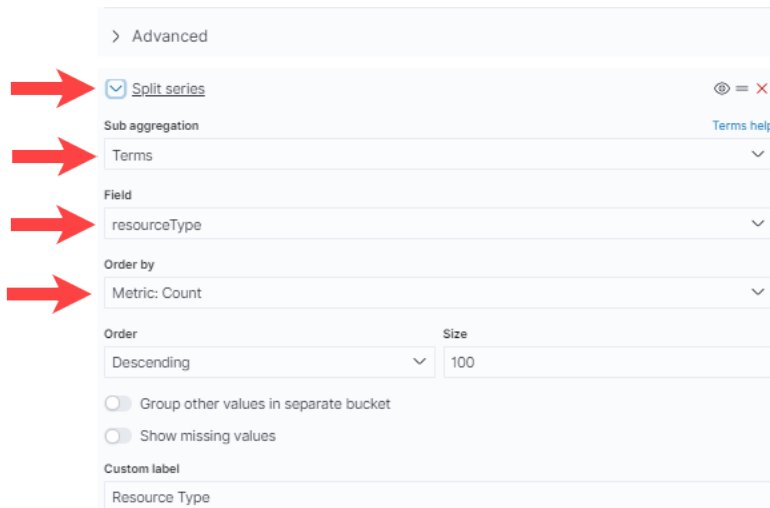 Advanced
Split series
Sub aggregation Terms help
Terms
Field
resourceType
Order by
Metric: Count
Order Size
Descending 100
Group other values in separate bucket
Show missing values
Custom label
Resource Type